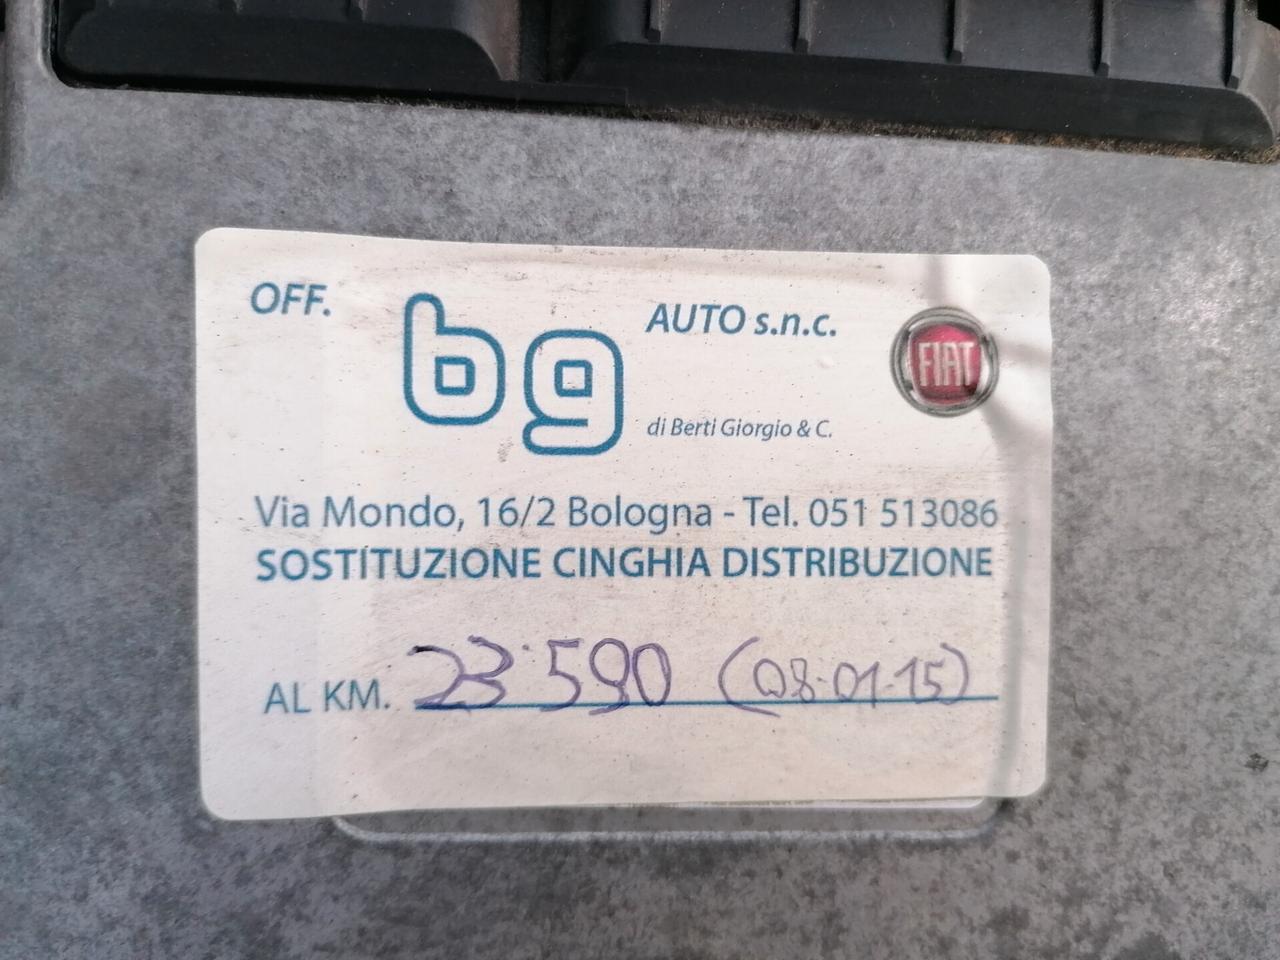 OFF. bg AUTO s.n.c.
FIAT
di Berti Giorgio & C.
Via Mondo, 16/2 Bologna - Tel. 051 513086
SOSTITUZIONE CINGHIA DISTRIBUZIONE
AL KM. 23.590 (08-01-15)